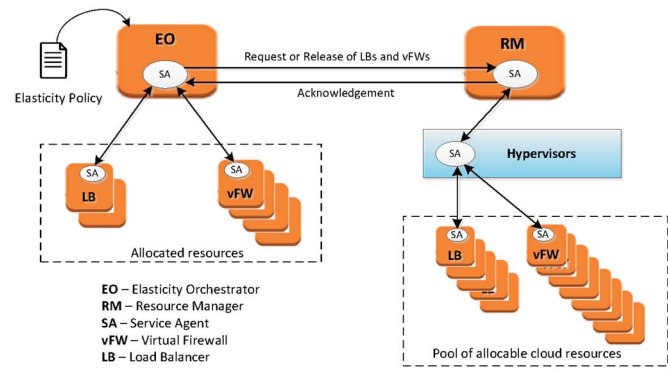 EO
SA
Elasticity Policy
Request or Release of LBs and vFWs
Acknowledgement
RM
SA
SA
Hypervisors
SA
LB
SA
vFW
Allocated resources
SA
LB
SA
vFW
Pool of allocable cloud resources
EO – Elasticity Orchestrator
RM – Resource Manager
SA – Service Agent
vFW – Virtual Firewall
LB – Load Balancer